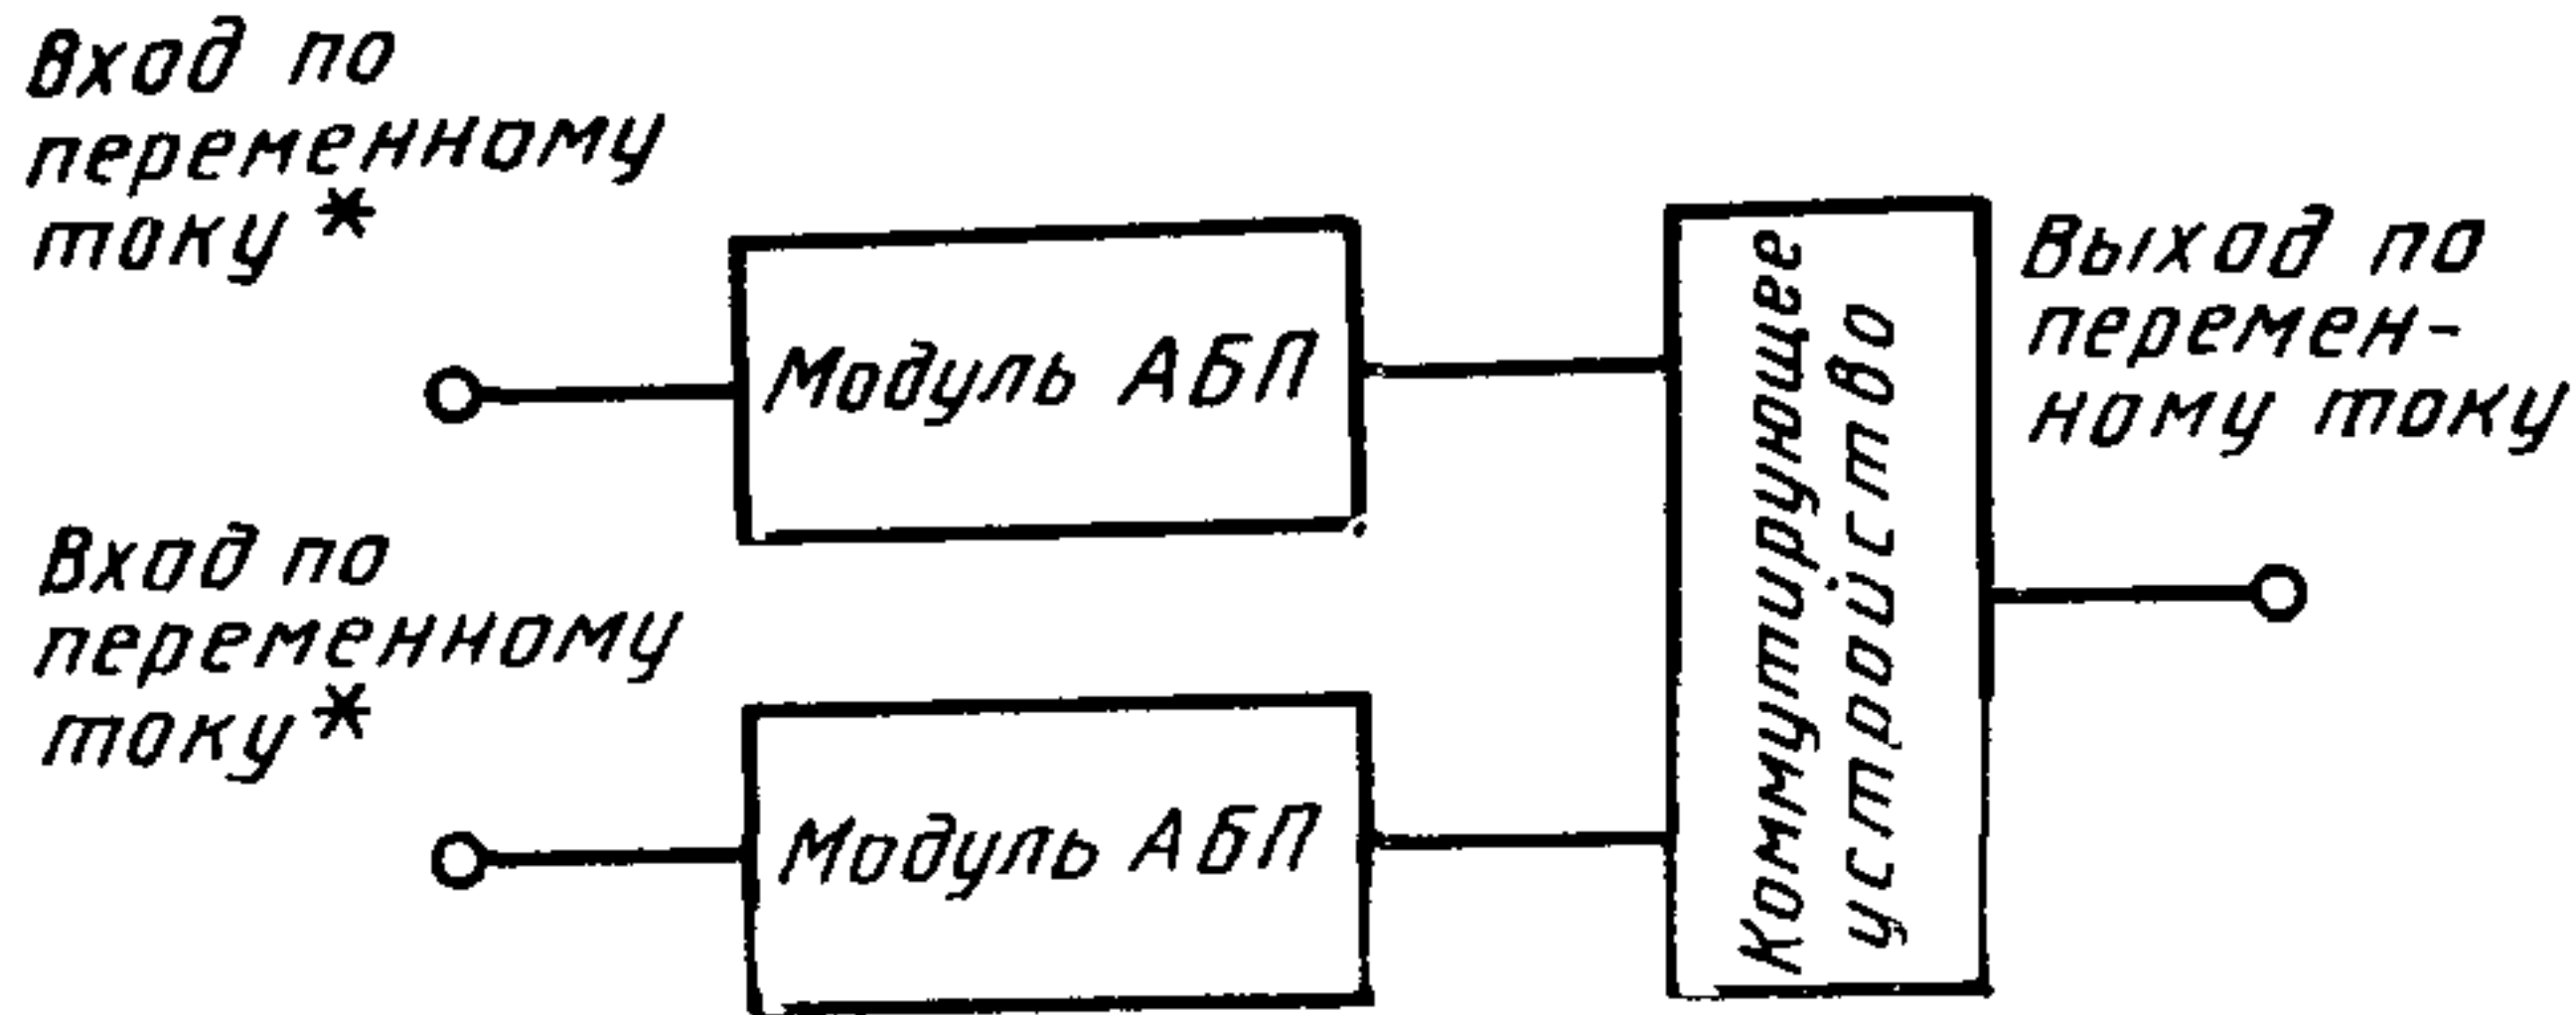 Вход по
переменному
току*
Модуль АБП
Вход по
переменному
току*
Модуль АБП
Коммутирующее
устройство
Выход по
перемен-
ному току